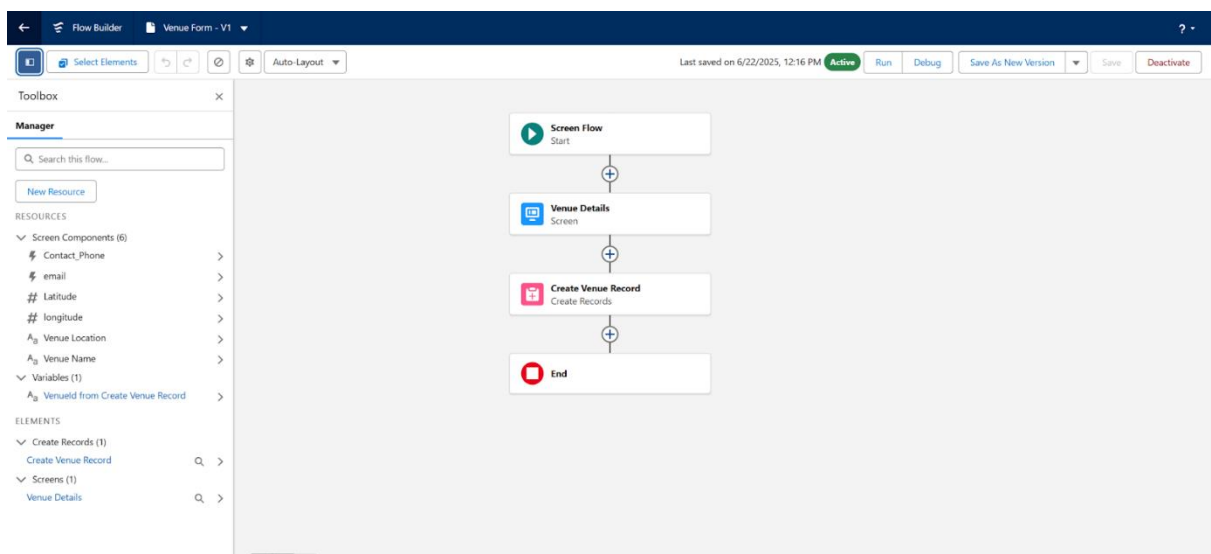 Flow Builder Venue Form - V1 ?
Select Elements Auto-Layout Last saved on 6/22/2025, 12:16 PM Active Run Debug Save As New Version Save Deactivate
Toolbox
Manager
Search this flow...
New Resource
RESOURCES
Screen Components (6)
Contact_Phone
email
Latitude
longitude
Venue Location
Venue Name
Variables (1)
VenueId from Create Venue Record
ELEMENTS
Create Records (1)
Create Venue Record
Screens (1)
Venue Details
Screen Flow
Start
Venue Details
Screen
Create Venue Record
Create Records
End